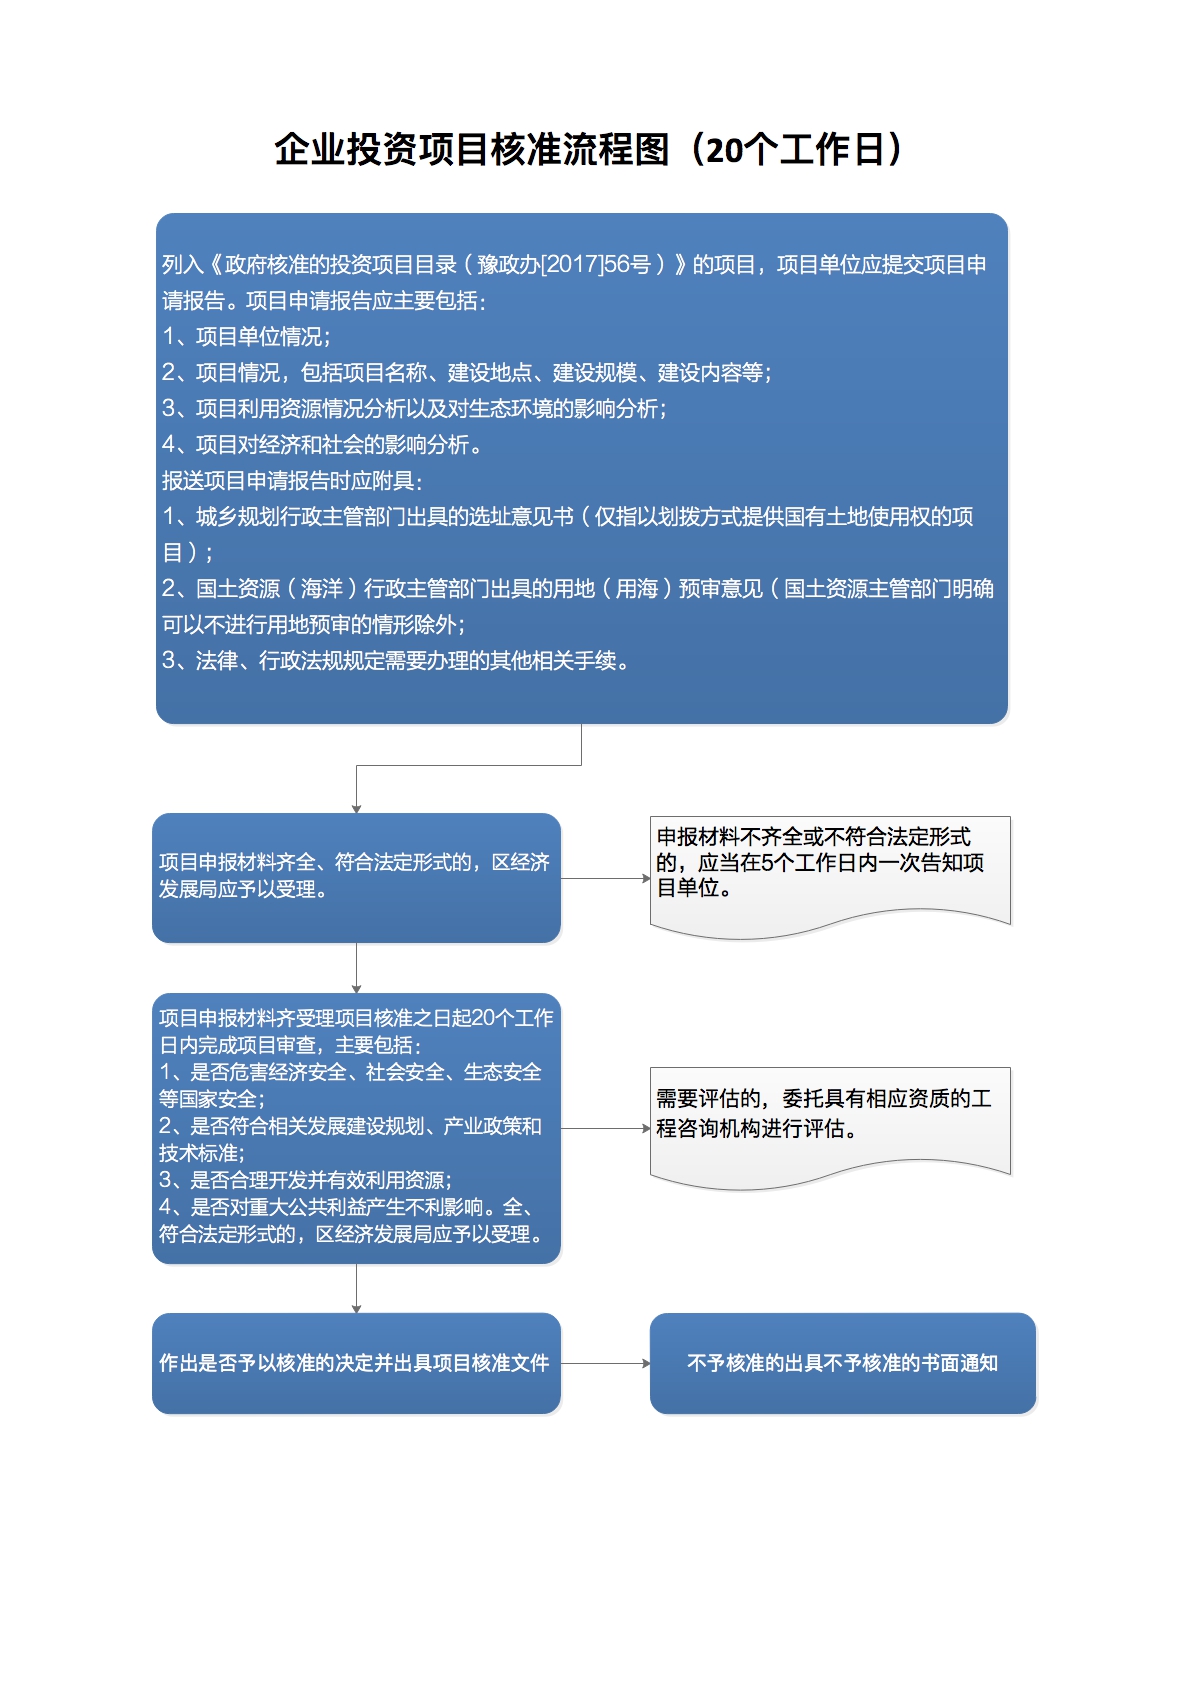 企业投资项目核准流程图（20个工作日）
列入《政府核准的投资项目目录（豫政办[2017]56号）》的项目，项目单位应提交项目申
请报告。项目申请报告应主要包括：
1、项目单位情况；
2、项目情况，包括项目名称、建设地点、建设规模、建设内容等；
3、项目利用资源情况分析以及对生态环境的影响分析；
4、项目对经济和社会的影响分析。
报送项目申请报告时应附具：
1、城乡规划行政主管部门出具的选址意见书（仅指以划拨方式提供国有土地使用权的项
目）；
2、国土资源（海洋）行政主管部门出具的用地（用海）预审意见（国土资源主管部门明确
可以不进行用地预审的情形除外；
3、法律、行政法规规定需要办理的其他相关手续。
项目申报材料齐全、符合法定形式的，区经济
发展局应予以受理。
申报材料不齐全或不符合法定形式
的，应当在5个工作日内一次告知项
目单位。
项目申报材料齐受理项目核准之日起20个工作
日内完成项目审查，主要包括：
1、是否危害经济安全、社会安全、生态安全
等国家安全；
2、是否符合相关发展建设规划、产业政策和
技术标准；
3、是否合理开发并有效利用资源；
4、是否对重大公共利益产生不利影响。全、
符合法定形式的，区经济发展局应予以受理。
需要评估的，委托具有相应资质的工
程咨询机构进行评估。
作出是否予以核准的决定并出具项目核准文件
不予核准的出具不予核准的书面通知